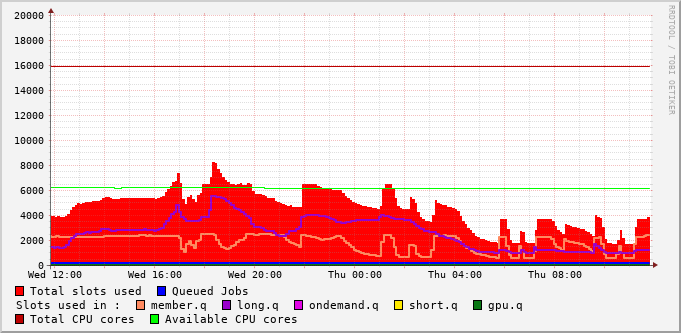 20000
18000
16000
14000
12000
10000
8000
6000
4000
2000
0
Wed 12:00 Wed 16:00 Wed 20:00 Thu 00:00 Thu 04:00 Thu 08:00
Total slots used Queued Jobs
Slots used in : member.q long.q ondemand.q short.q gpu.q
Total CPU cores Available CPU cores
RRDTOOL / TOBI OETIKER